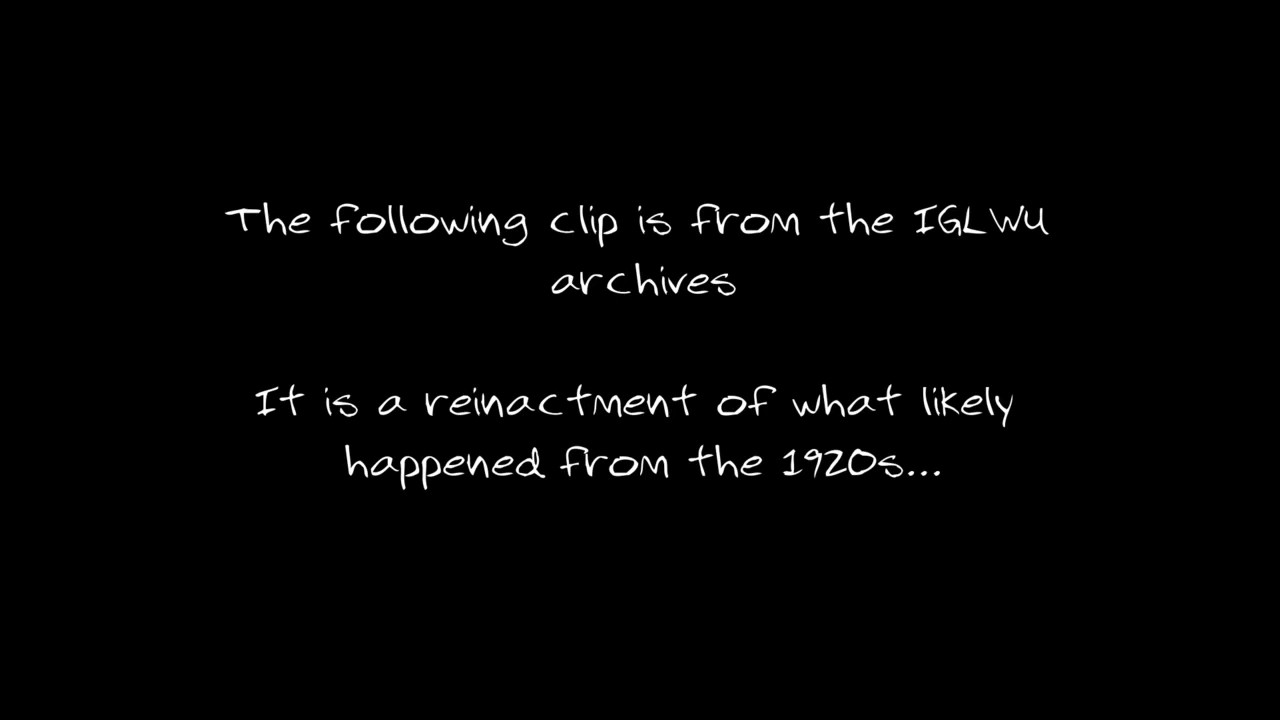 The following clip is from the IGLWU
archives
It is a reinactment of what likely
happened from the 1920s...